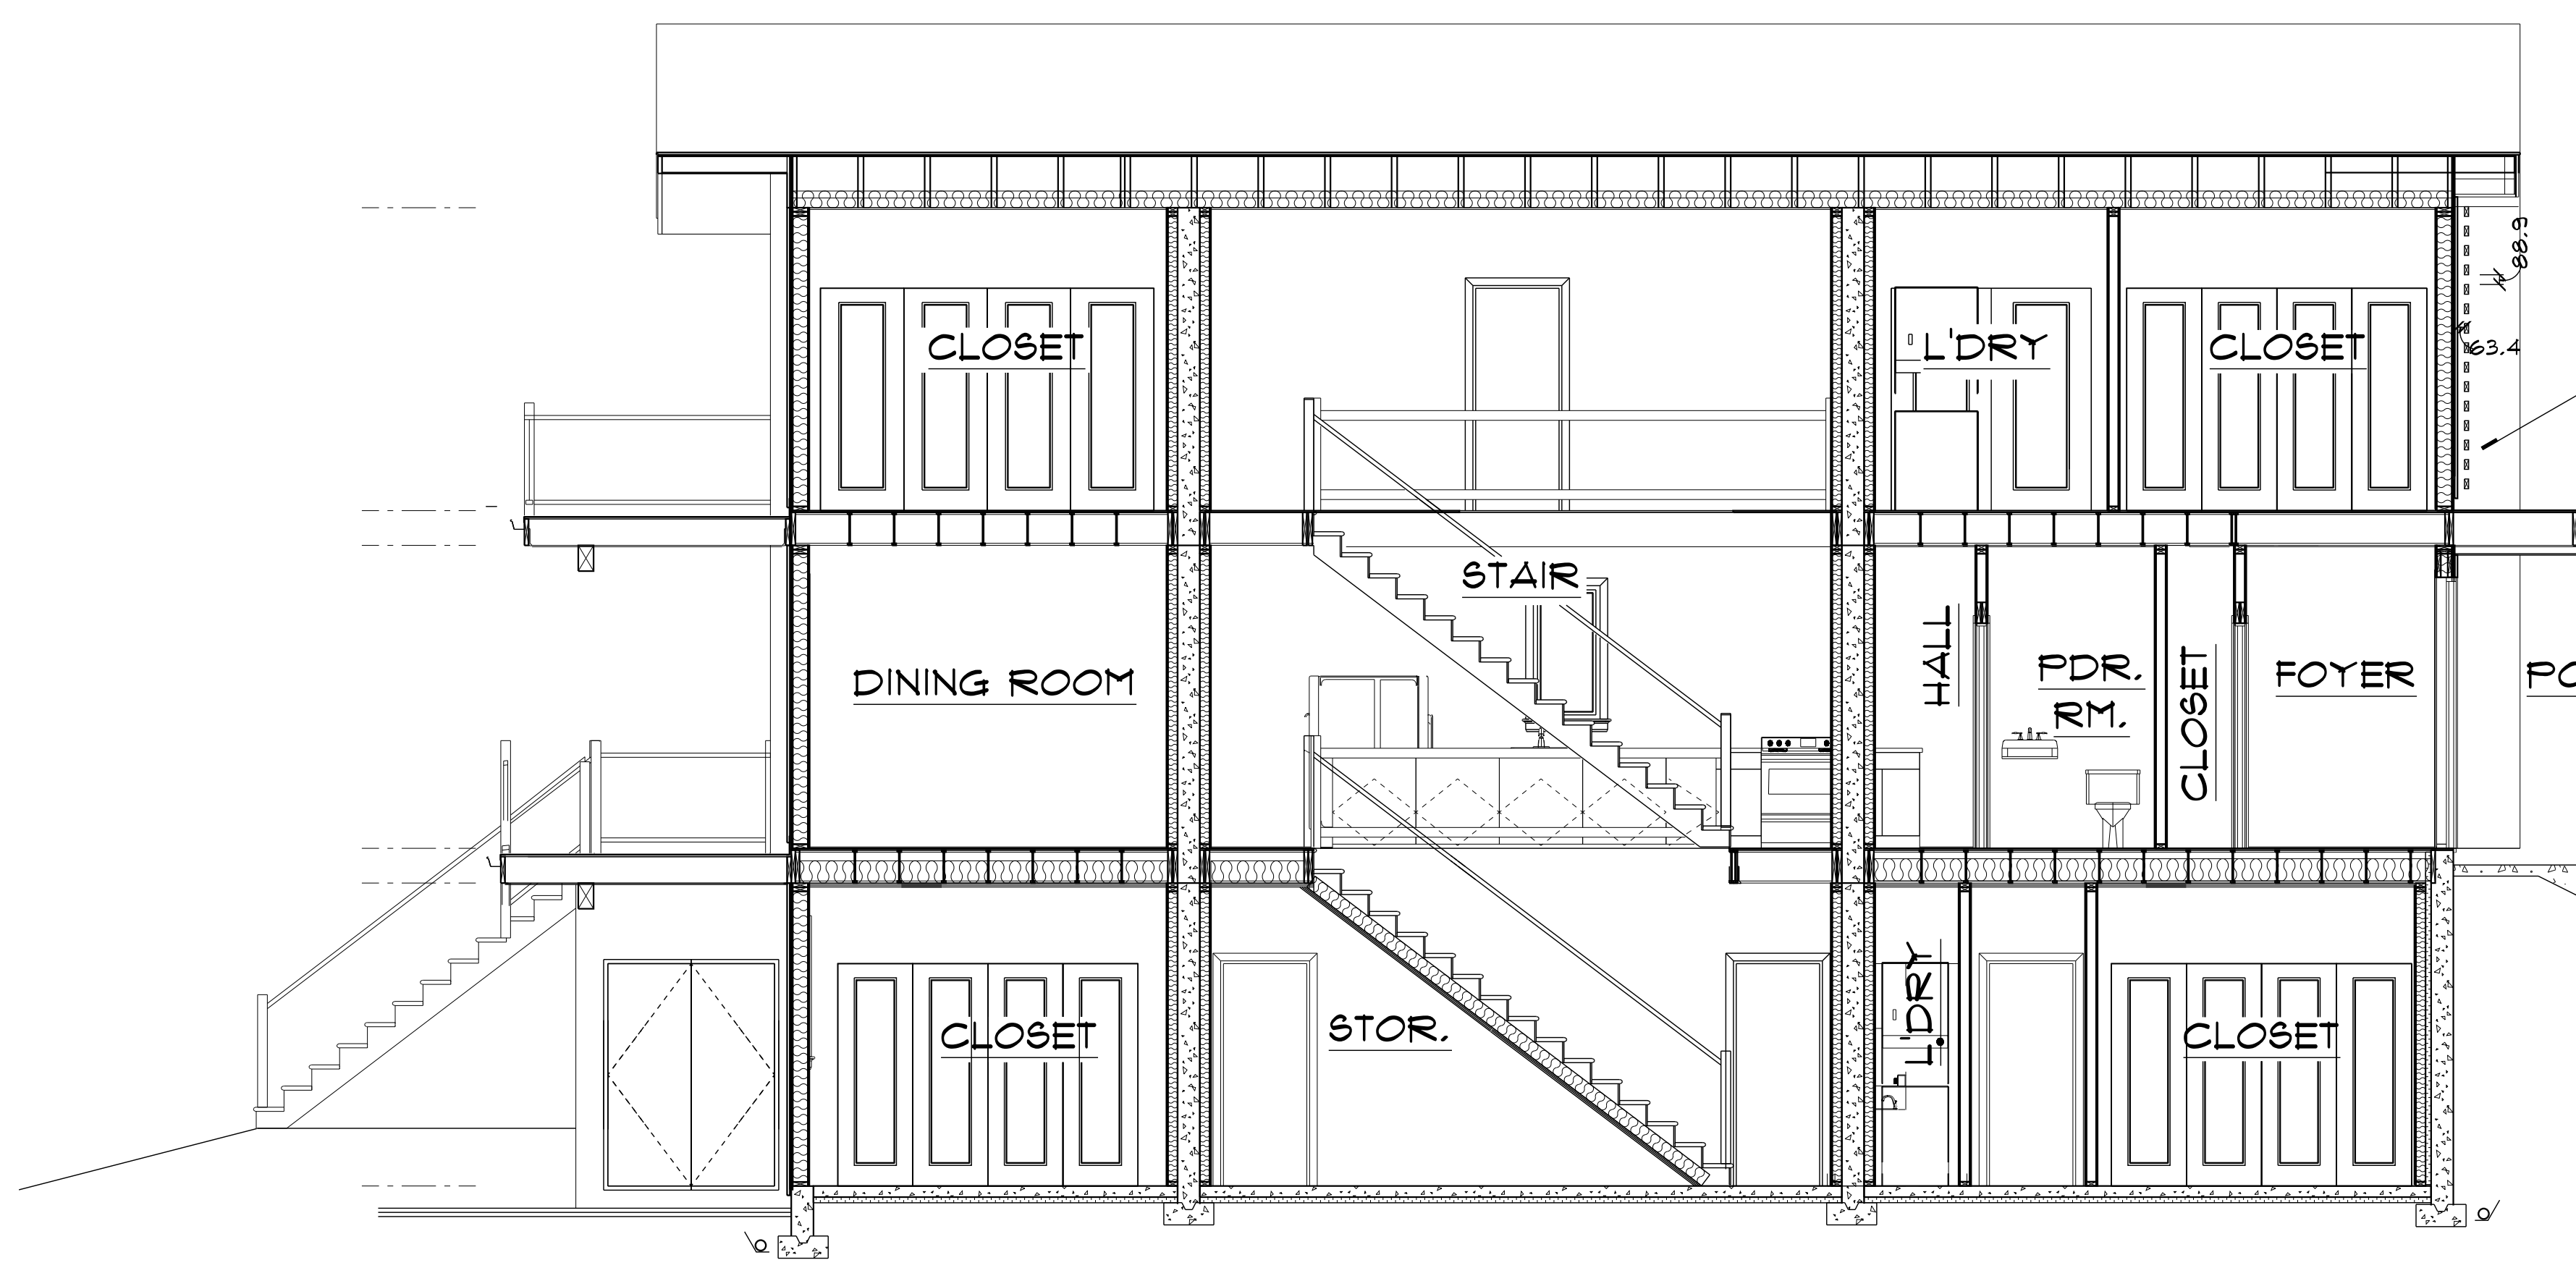 88.9
CLOSET
L'DRY
CLOSET
63.4
STAIR
DINING ROOM
HALL
PDR.
RM.
CLOSET
FOYER
PO
CLOSET
STOR.
L'DRY
CLOSET